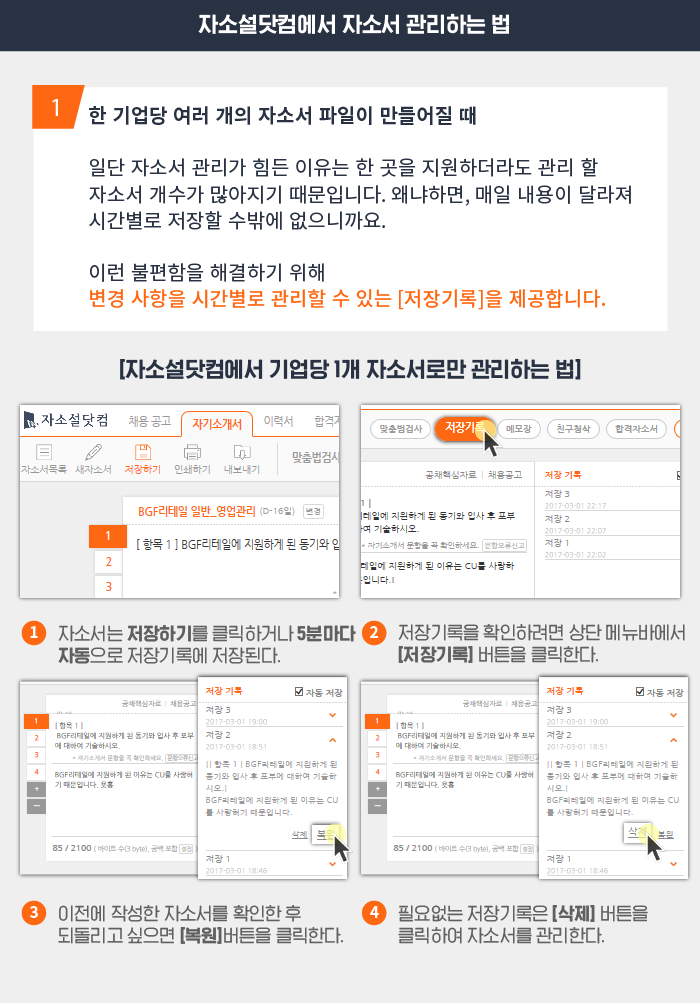 자소설닷컴에서 자소서 관리하는 법
1
한 기업당 여러 개의 자소서 파일이 만들어질 때
일단 자소서 관리가 힘든 이유는 한 곳을 지원하더라도 관리 할
자소서 개수가 많아지기 때문입니다. 왜냐하면, 매일 내용이 달라져
시간별로 저장할 수밖에 없으니까요.
이런 불편함을 해결하기 위해
변경 사항을 시간별로 관리할 수 있는 [저장기록]을 제공합니다.
[자소설닷컴에서 기업당 1개 자소서로만 관리하는 법]
자소설닷컴 채용 공고 자기소개서 이력서 합격자
자소서목록 새자소서 저장하기 인쇄하기 내보내기 맞춤법검사
BGF리테일 일반_영업관리 (D-16일) 변경
1
[ 항목 1 ] BGF리테일에 지원하게 된 동기와 입
2
3
맞춤법검사 저장기록 메모장 친구첨삭 합격자소서
공채핵심자료 | 채용공고
저장 기록
1 ]
리테일에 지원하게 된 동기와 입사 후 포부
하여 기술하시오.
* 자기소개서 문항을 꼭 확인하세요. 문항오류신고
리테일에 지원하게 된 이유는 CU를 사랑하
문입니다.
저장 3
2017-03-01 22:17
저장 2
2017-03-01 22:07
저장 1
2017-03-01 22:02
1 자소서는 저장하기를 클릭하거나 5분마다
자동으로 저장기록에 저장된다.
2 저장기록을 확인하려면 상단 메뉴바에서
[저장기록] 버튼을 클릭한다.
공채핵심자료 | 채용공고
1
2
3
4
+
−
[ 항목 1 ]
BGF리테일에 지원하게 된 동기와 입사 후 포부
에 대하여 기술하시오.
* 자기소개서 문항을 꼭 확인하세요. 문항오류신고
BGF리테일에 지원하게 된 이유는 CU를 사랑하
기 때문입니다. 읏흠
85 / 2100 ( 바이트 수(3 byte), 공백 포함 설정 )
저장 기록 자동 저장
저장 3
2017-03-01 19:00
저장 2
2017-03-01 18:51
[[ 항목 1 ] BGF리테일에 지원하게 된
동기와 입사 후 포부에 대하여 기술하
시오.]
BGF리테일에 지원하게 된 이유는 CU
를 사랑하기 때문입니다.
삭제 복원
저장 1
2017-03-01 18:46
공채핵심자료 | 채용공고
1
2
3
4
+
−
[ 항목 1 ]
BGF리테일에 지원하게 된 동기와 입사 후 포부
에 대하여 기술하시오.
* 자기소개서 문항을 꼭 확인하세요. 문항오류신고
BGF리테일에 지원하게 된 이유는 CU를 사랑하
기 때문입니다. 읏흠
85 / 2100 ( 바이트 수(3 byte), 공백 포함 설정 )
저장 기록 자동 저장
저장 3
2017-03-01 19:00
저장 2
2017-03-01 18:51
[[ 항목 1 ] BGF리테일에 지원하게 된
동기와 입사 후 포부에 대하여 기술하
시오.]
BGF리테일에 지원하게 된 이유는 CU
를 사랑하기 때문입니다.
삭제 복원
저장 1
2017-03-01 18:46
3 이전에 작성한 자소서를 확인한 후
되돌리고 싶으면 [복원]버튼을 클릭한다.
4 필요없는 저장기록은 [삭제] 버튼을
클릭하여 자소서를 관리한다.